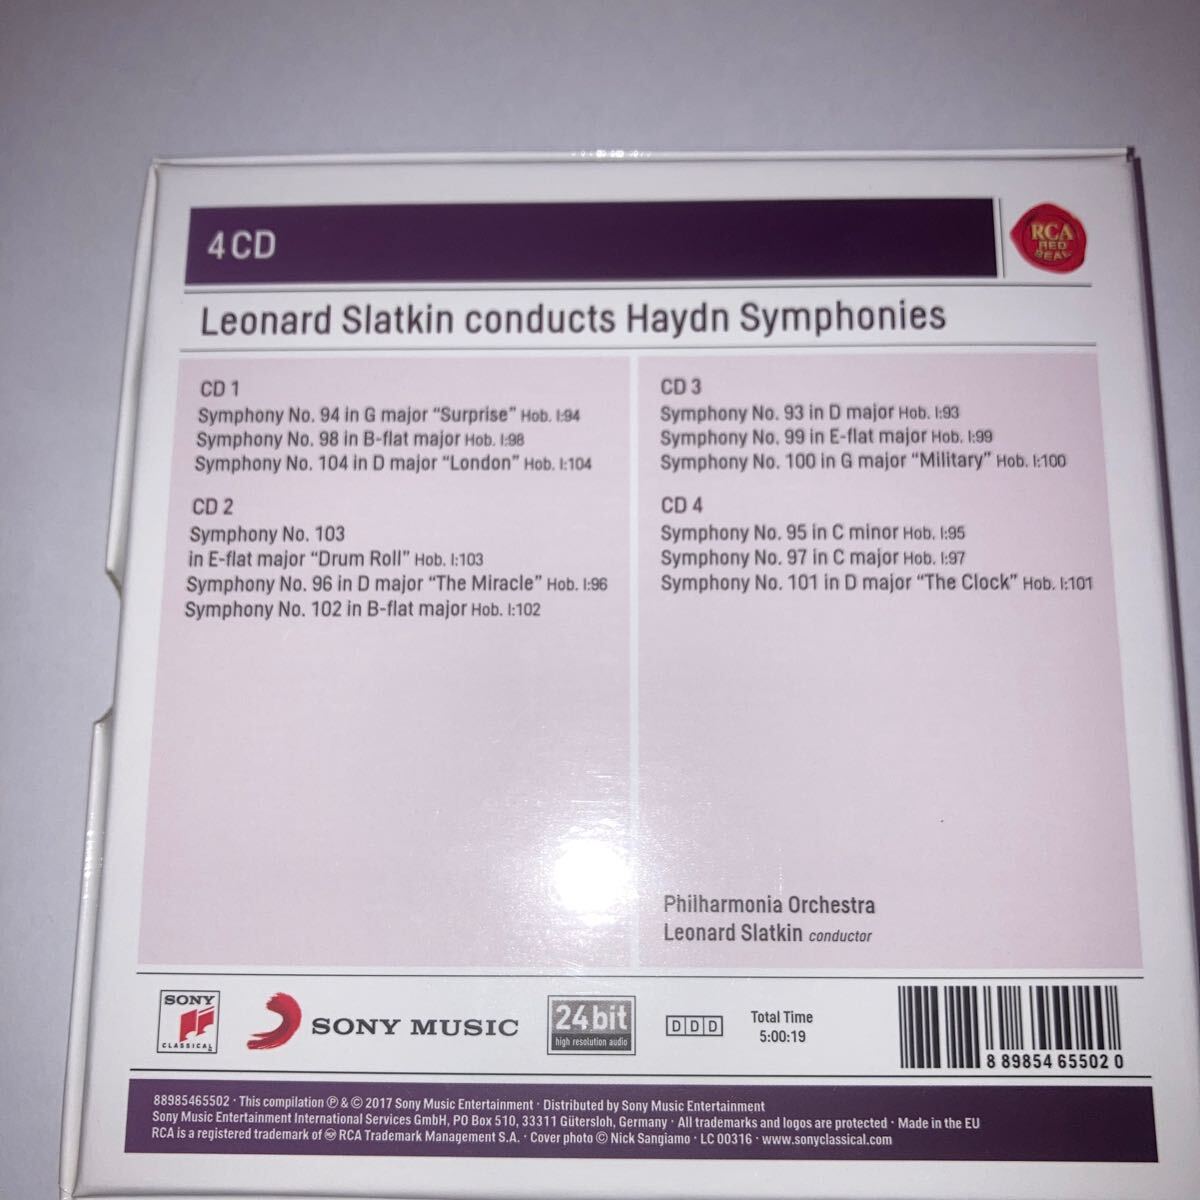 4 CD
RCA
RED
SEAL
Leonard Slatkin conducts Haydn Symphonies
CD 1
Symphony No. 94 in G major “Surprise” Hob. I:94
Symphony No. 98 in B-flat major Hob. I:98
Symphony No. 104 in D major “London” Hob. I:104
CD 2
Symphony No. 103
in E-flat major “Drum Roll” Hob. I:103
Symphony No. 96 in D major “The Miracle” Hob. I:96
Symphony No. 102 in B-flat major Hob. I:102
CD 3
Symphony No. 93 in D major Hob. I:93
Symphony No. 99 in E-flat major Hob. I:99
Symphony No. 100 in G major “Military” Hob. I:100
CD 4
Symphony No. 95 in C minor Hob. I:95
Symphony No. 97 in C major Hob. I:97
Symphony No. 101 in D major “The Clock” Hob. I:101
Philharmonia Orchestra
Leonard Slatkin conductor
SONY
CLASSICAL
SONY MUSIC
24 bit
high resolution audio
D D D
Total Time
5:00:19
8 89854 65502 0
88985465502 · This compilation ℗ & © 2017 Sony Music Entertainment · Distributed by Sony Music Entertainment
Sony Music Entertainment International Services GmbH, PO Box 510, 33311 Gütersloh, Germany · All trademarks and logos are protected · Made in the EU
RCA is a registered trademark of RCA Trademark Management S.A. · Cover photo © Nick Sangiamo · LC 00316 · www.sonyclassical.com